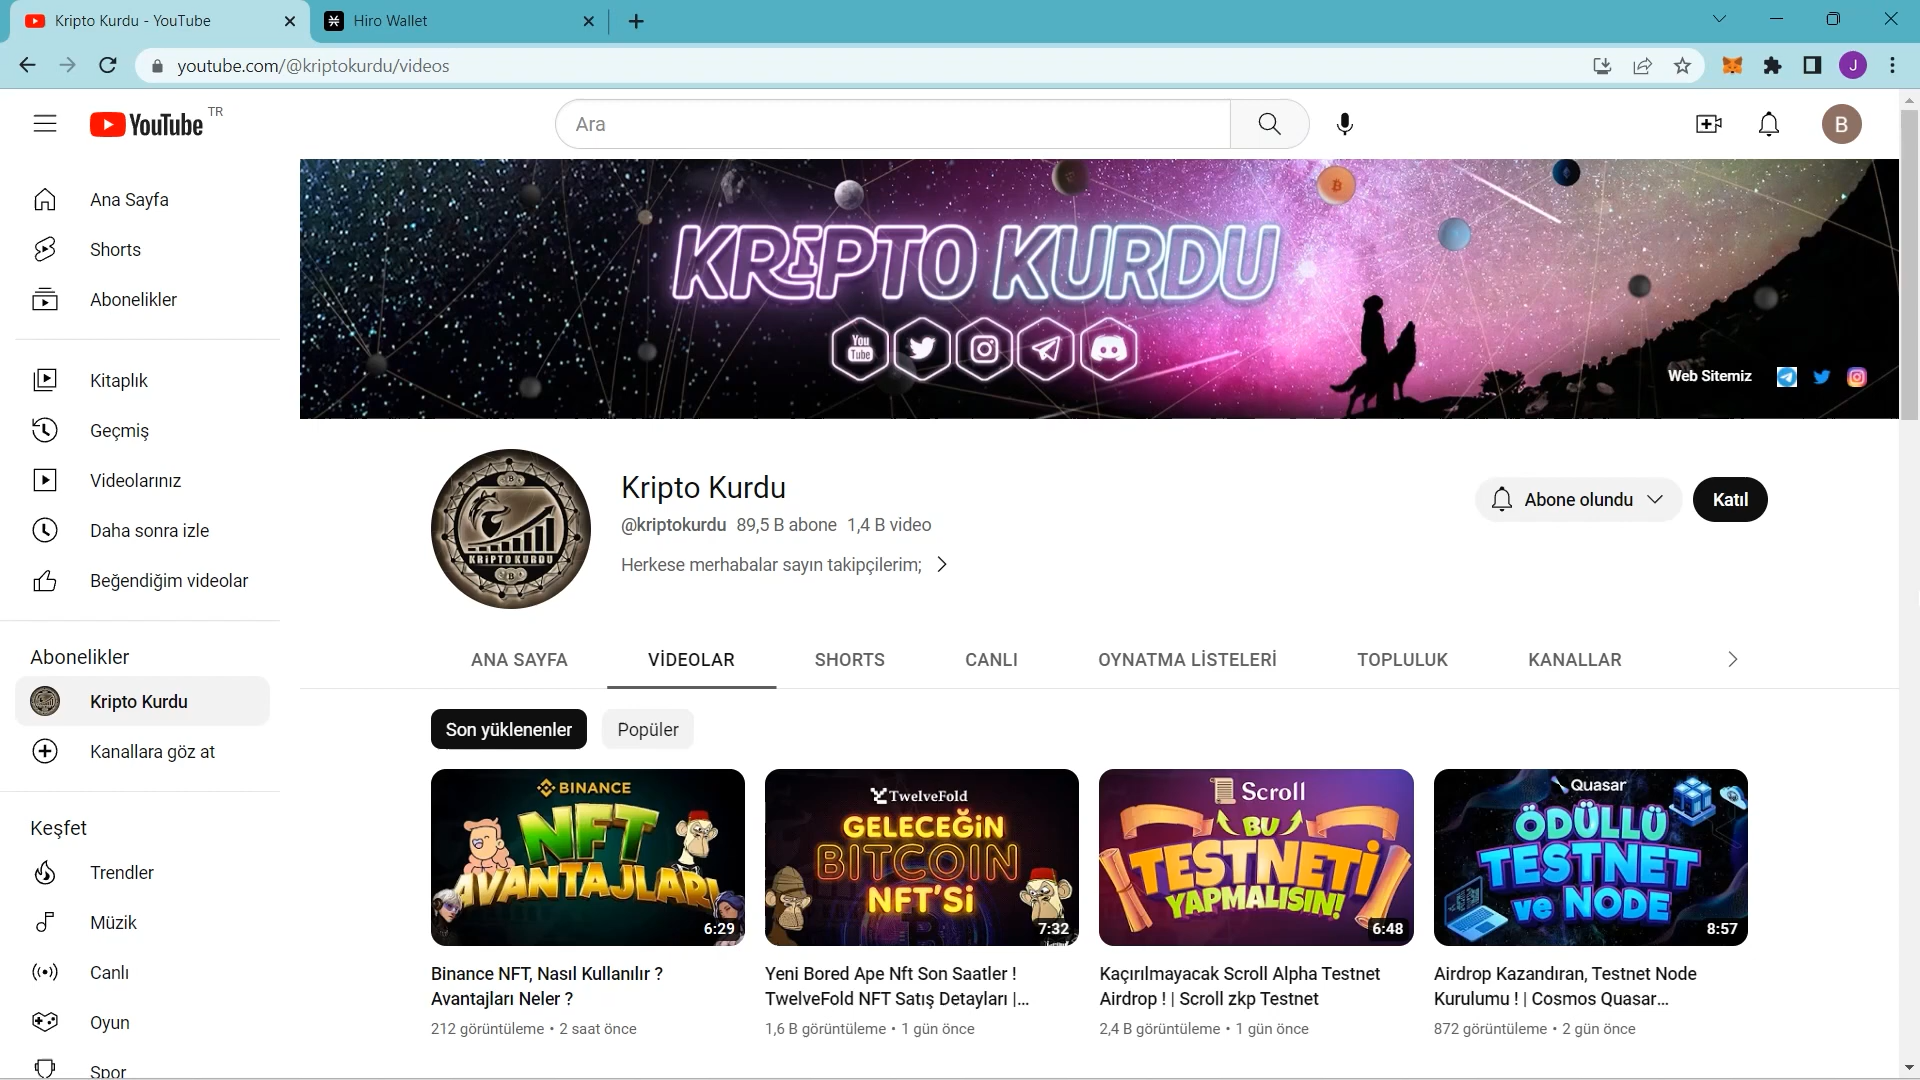 Kripto Kurdu - YouTube
Hiro Wallet
youtube.com/@kriptokurdu/videos
J
YouTube TR
Ara
B
Ana Sayfa
Shorts
Abonelikler
Kitaplık
Geçmiş
Videolarınız
Daha sonra izle
Beğendiğim videolar
Abonelikler
Kripto Kurdu
Kanallara göz at
Keşfet
Trendler
Müzik
Canlı
Oyun
Spor
KRİPTO KURDU
You
Tube
Web Sitemiz
KRİPTO KURDU
Kripto Kurdu
@kriptokurdu 89,5 B abone 1,4 B video
Herkese merhabalar sayın takipçilerim;
Abone olundu
Katıl
ANA SAYFA
VİDEOLAR
SHORTS
CANLI
OYNATMA LİSTELERİ
TOPLULUK
KANALLAR
Son yüklenenler
Popüler
BINANCE
NFT
AVANTAJLARI
6:29
Binance NFT, Nasıl Kullanılır ?
Avantajları Neler ?
212 görüntüleme • 2 saat önce
TwelveFold
GELECEĞİN
BITCOIN
NFT'Sİ
7:32
Yeni Bored Ape Nft Son Saatler !
TwelveFold NFT Satış Detayları |...
1,6 B görüntüleme • 1 gün önce
Scroll
BU
TESTNETİ
YAPMALISIN!
6:48
Kaçırılmayacak Scroll Alpha Testnet
Airdrop ! | Scroll zkp Testnet
2,4 B görüntüleme • 1 gün önce
Quasar
ÖDÜLLÜ
TESTNET
ve NODE
8:57
Airdrop Kazandıran, Testnet Node
Kurulumu ! | Cosmos Quasar...
872 görüntüleme • 2 gün önce